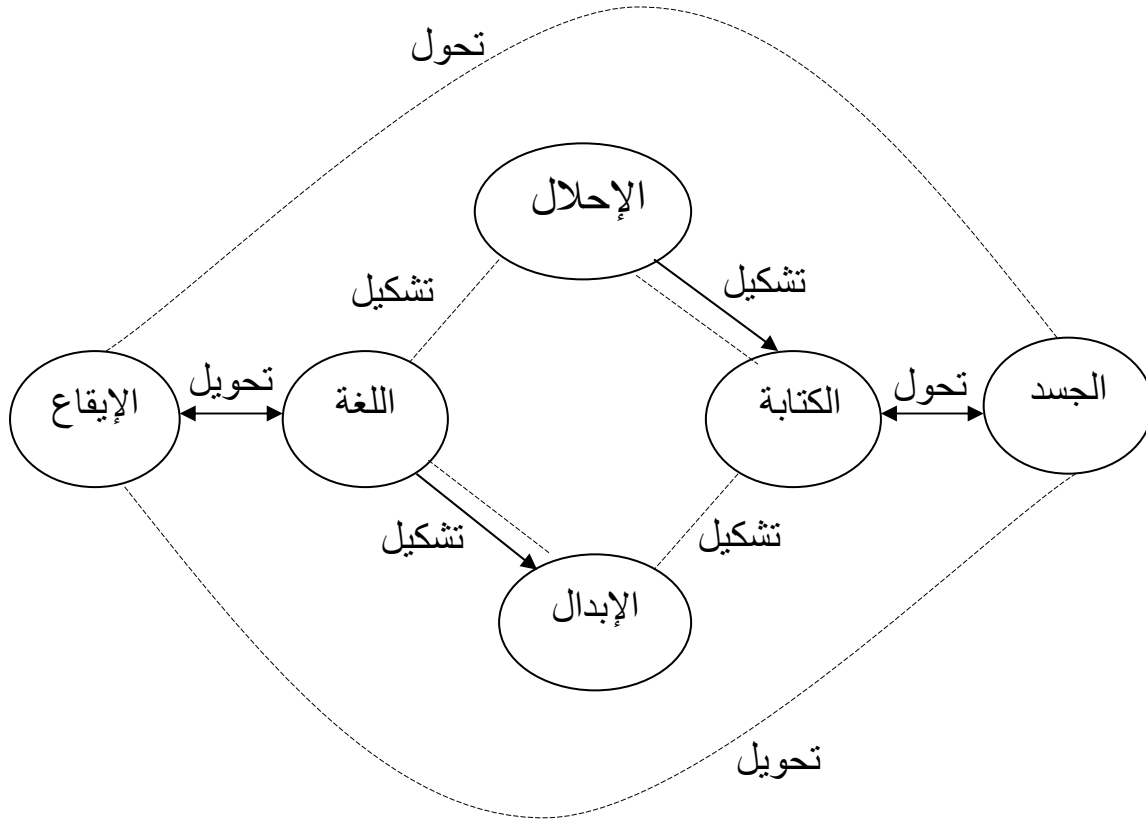 تحول
الإحلال
تشكيل
تشكيل
الجسد
تحول
الكتابة
اللغة
تحويل
الإيقاع
تشكيل
تشكيل
الإبدال
تحويل